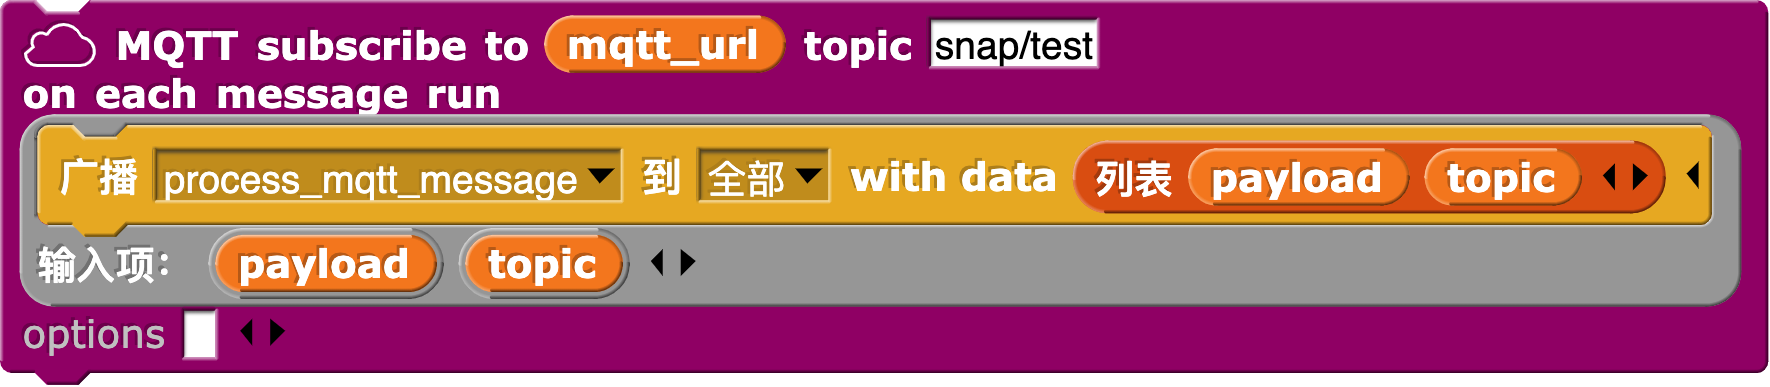 MQTT subscribe to mqtt_url topic snap/test
on each message run
广播 process_mqtt_message 到 全部 with data 列表 payload topic
输入项： payload topic
options